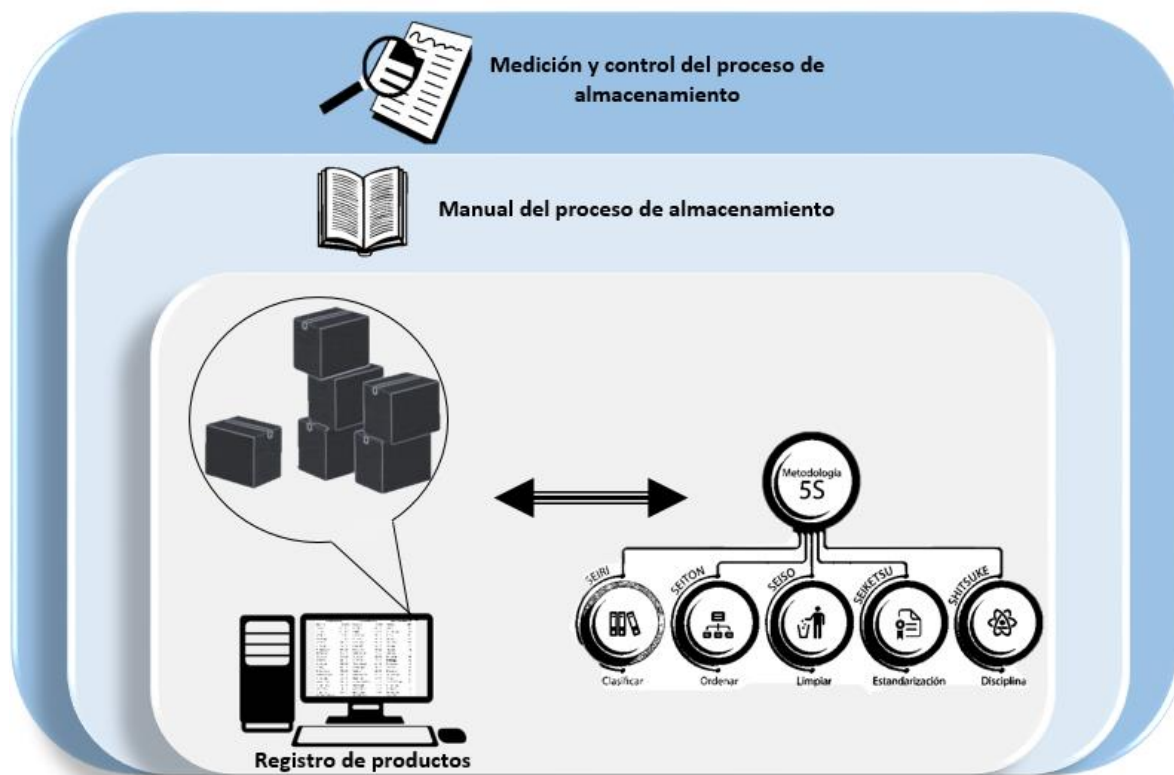 Medición y control del proceso de
almacenamiento
Manual del proceso de almacenamiento
Metodología
5S
SEIRI
SEITON
SEISO
SEIKETSU
SHITSUKE
Clasificar
Ordenar
Limpiar
Estandarización
Disciplina
Registro de productos